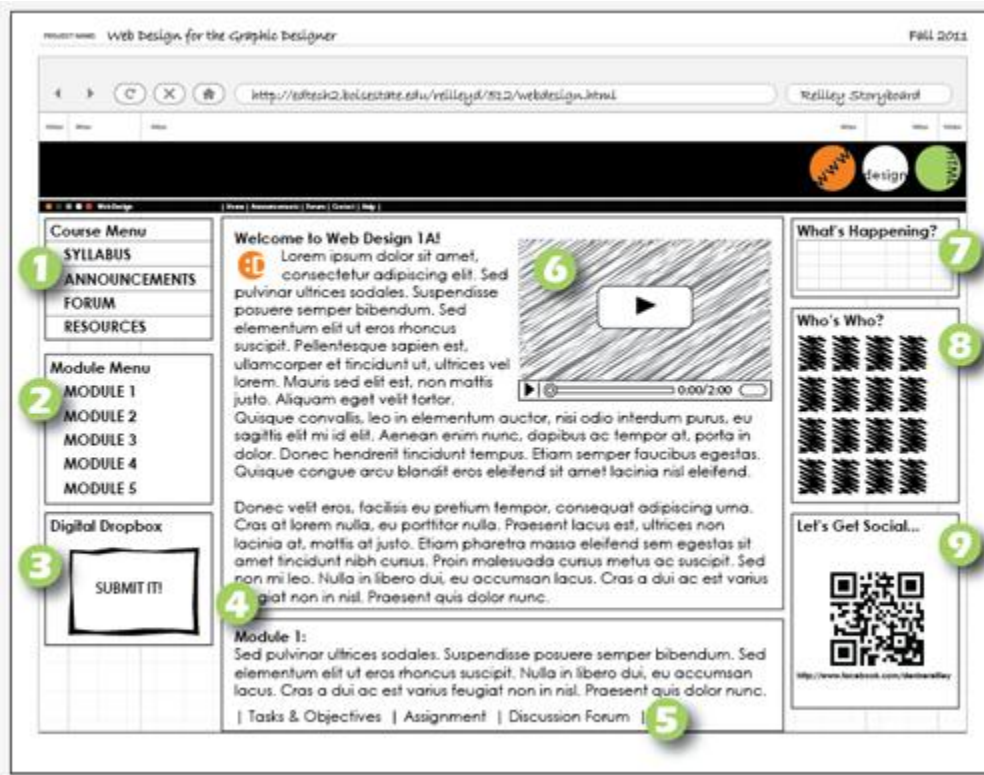 PROJECT NAME: Web Design for the Graphic Designer
Fall 2011
http://edtech2.boisestate.edu/reilleyd/512/webdesign.html
Reilley Storyboard
WWW
design
HTML
Web Design
| Home | Announcements | Forum | Contact | Help |
Course Menu
1
SYLLABUS
ANNOUNCEMENTS
FORUM
RESOURCES
Module Menu
2
MODULE 1
MODULE 2
MODULE 3
MODULE 4
MODULE 5
Digital Dropbox
3
SUBMIT IT!
Welcome to Web Design 1A!
:D
Lorem ipsum dolor sit amet,
consectetur adipiscing elit. Sed
pulvinar ultrices sodales. Suspendisse
posuere semper bibendum. Sed
elementum elit ut eros rhoncus
suscipit. Pellentesque sapien est,
ullamcorper et tincidunt ut, ultrices vel
lorem. Mauris sed elit est, non mattis
justo. Aliquam eget velit tortor.
Quisque convallis, leo in elementum auctor, nisi odio interdum purus, eu
sagittis elit mi id elit. Aenean enim nunc, dapibus ac tempor at, porta in
dolor. Donec hendrerit tincidunt tempus. Etiam semper faucibus egestas.
Quisque congue arcu blandit eros eleifend sit amet lacinia nisl eleifend.
6
0:00/2:00
Donec velit eros, facilisis eu pretium tempor, consequat adipiscing urna.
Cras at lorem nulla, eu porttitor nulla. Praesent lacus est, ultrices non
lacinia at, mattis at justo. Etiam pharetra massa eleifend sem egestas sit
amet tincidunt nibh cursus. Proin malesuada cursus metus ac suscipit. Sed
non mi leo. Nulla in libero dui, eu accumsan lacus. Cras a dui ac est varius
giat non in nisl. Praesent quis dolor nunc.
4
Module 1:
Sed pulvinar ultrices sodales. Suspendisse posuere semper bibendum. Sed
elementum elit ut eros rhoncus suscipit. Nulla in libero dui, eu accumsan
lacus. Cras a dui ac est varius feugiat non in nisl. Praesent quis dolor nunc.
| Tasks & Objectives | Assignment | Discussion Forum |
5
What's Happening?
7
Who's Who?
8
Let's Get Social...
9